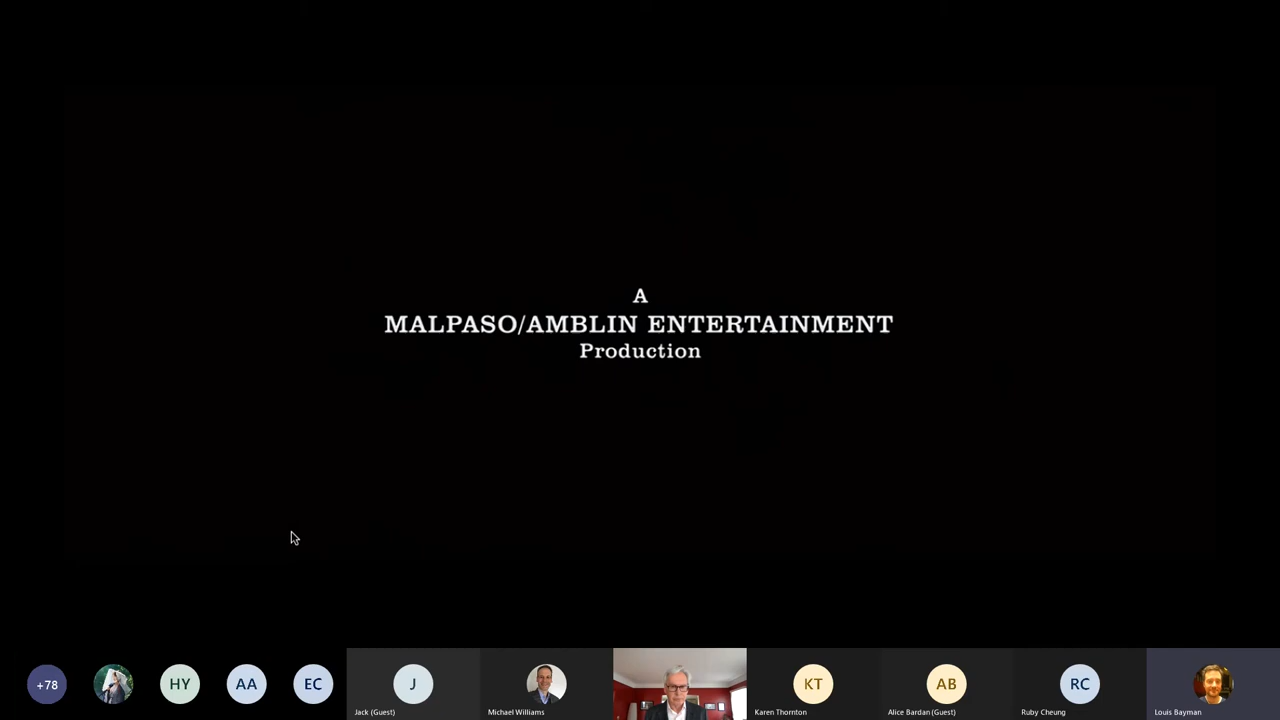 A
MALPASO/AMBLIN ENTERTAINMENT
Production
+78
HY
AA
EC
J
KT
AB
RC
Jack (Guest)
Michael Williams
Karen Thornton
Alice Bardan (Guest)
Ruby Cheung
Louis Bayman